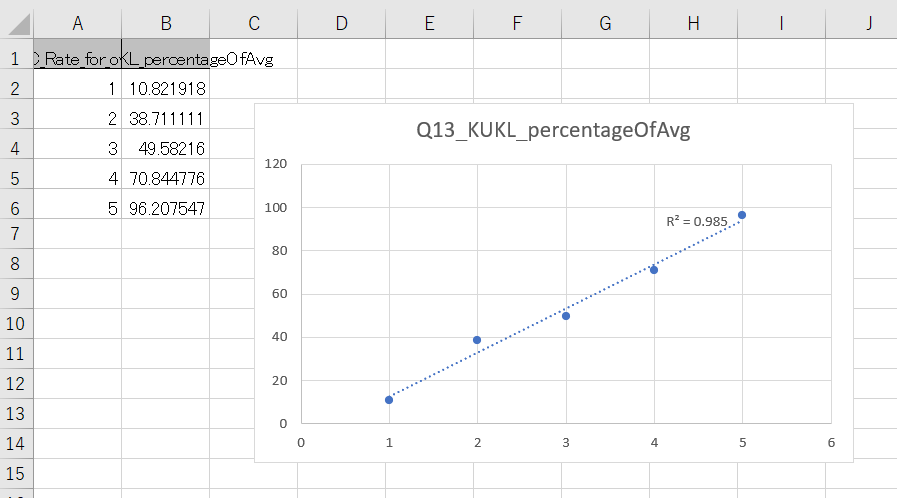 A B C D E F G H I J
1 C_Rate_for_o KL_percentageOfAvg
2 1 10.821918
3 2 38.711111
4 3 49.58216
5 4 70.844776
6 5 96.207547
7
8
9
10
11
12
13
14
15
Q13_KUKL_percentageOfAvg
120
100
80
60
40
20
0
R² = 0.985
0 1 2 3 4 5 6